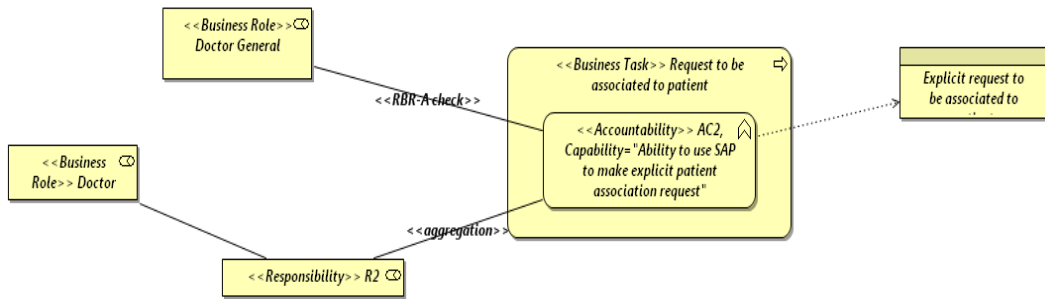 <<Business Role>>
Doctor General
<<Business Task>> Request to be
associated to patient
Explicit request to
be associated to
<<RBR-A check>>
<<Accountability>> AC2,
Capability="Ability to use SAP
to make explicit patient
association request"
<<Business
Role>> Doctor
<<aggregation>>
<<Responsibility>> R2